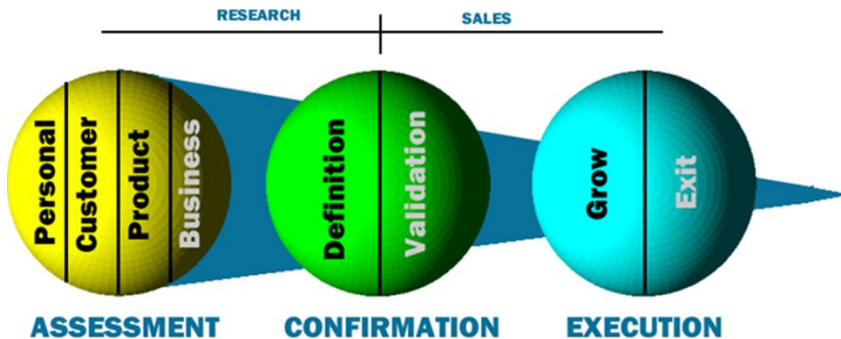 RESEARCH
SALES
Personal
Customer
Product
Business
Definition
Validation
Grow
Exit
ASSESSMENT
CONFIRMATION
EXECUTION